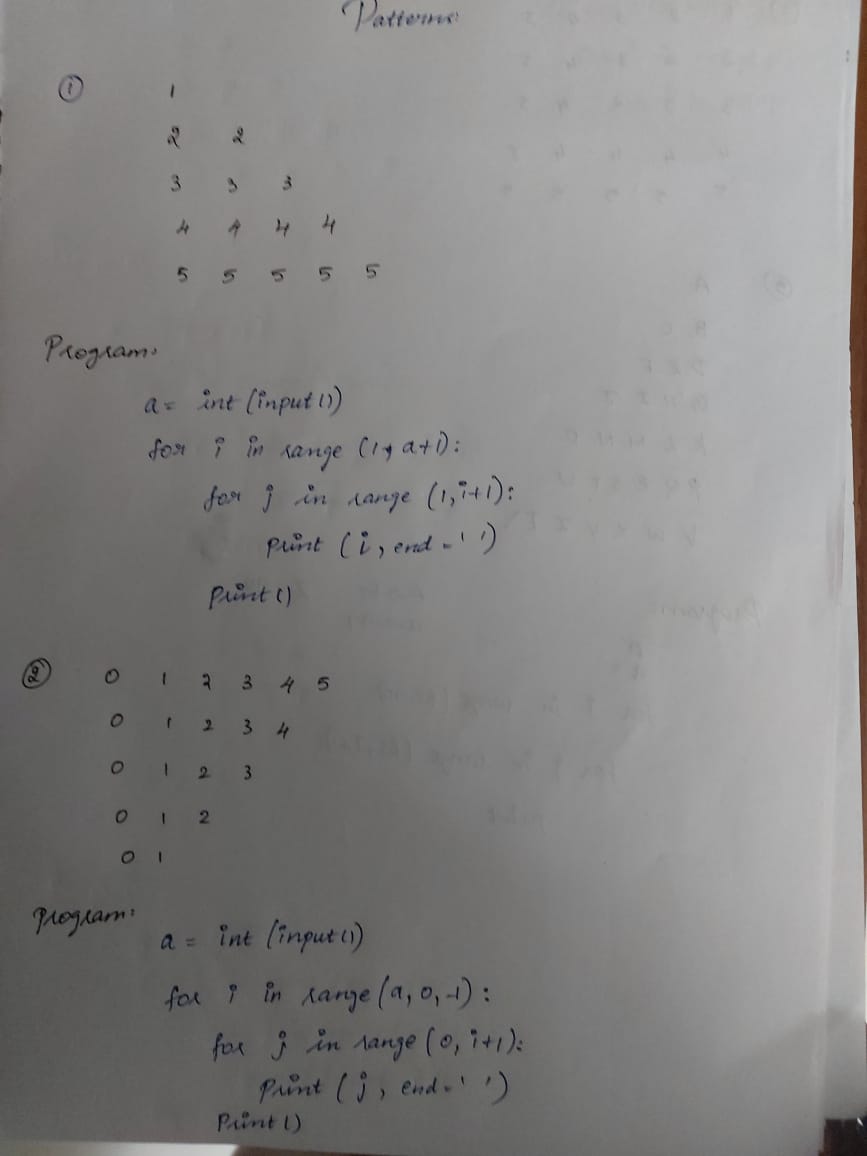 Patterns:
① 1
2 2
3 3 3
4 4 4 4
5 5 5 5 5
Program:
a = int (input())
for i in range (1, a+1):
for j in range (1, i+1):
print (i, end = ' ')
print()
② 0 1 2 3 4 5
0 1 2 3 4
0 1 2 3
0 1 2
0 1
Program:
a = int (input())
for i in range (a, 0, -1):
for j in range (0, i+1):
print (j, end = ' ')
print()